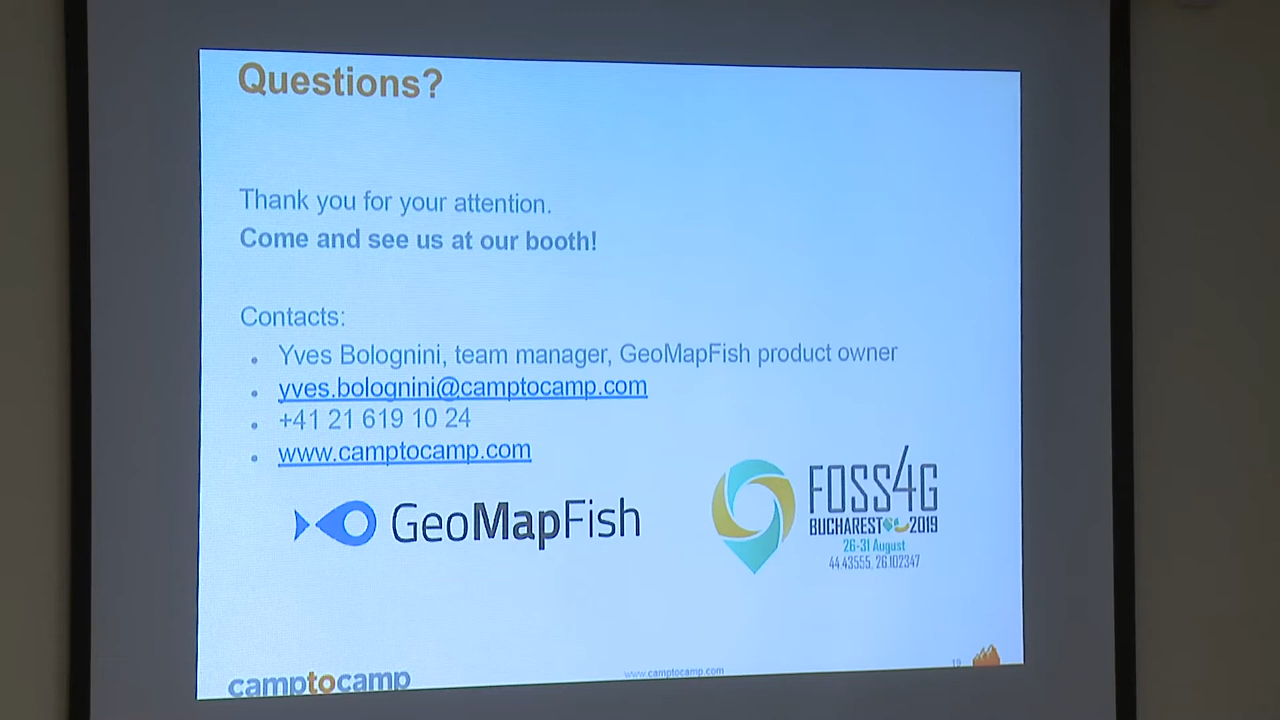 Questions?
Thank you for your attention.
Come and see us at our booth!
Contacts:
Yves Bolognini, team manager, GeoMapFish product owner
yves.bolognini@camptocamp.com
+41 21 619 10 24
www.camptocamp.com
GeoMapFish
FOSS4G
BUCHAREST 2019
26-31 August
44.43555, 26.102347
camptocamp
www.camptocamp.com